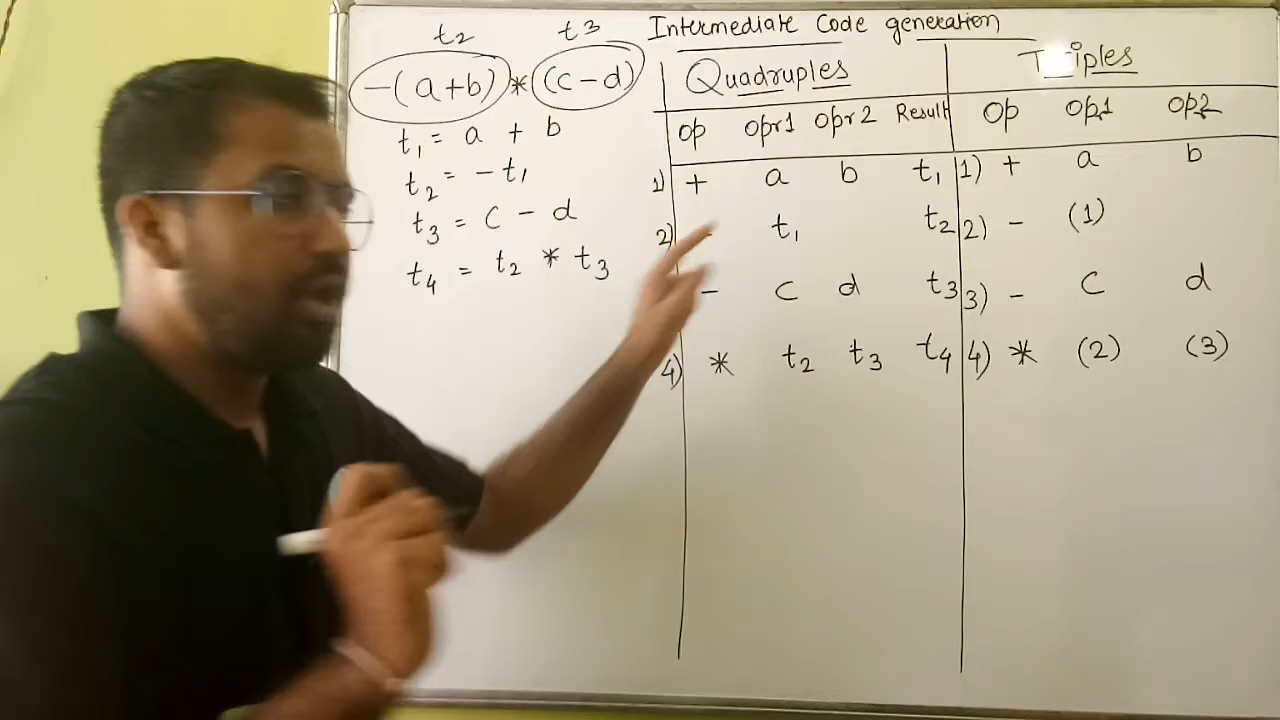 Intermediate Code generation
t2 t3
-(a+b) * (c-d)
t1 = a + b
t2 = - t1
t3 = c - d
t4 = t2 * t3
Quadruples
op opr1 opr2 Result
1) + a b t1
2) - t1 t2
- c d t3
4) * t2 t3 t4
Triples
op op1 op2
1) + a b
2) - (1)
3) - c d
4) * (2) (3)